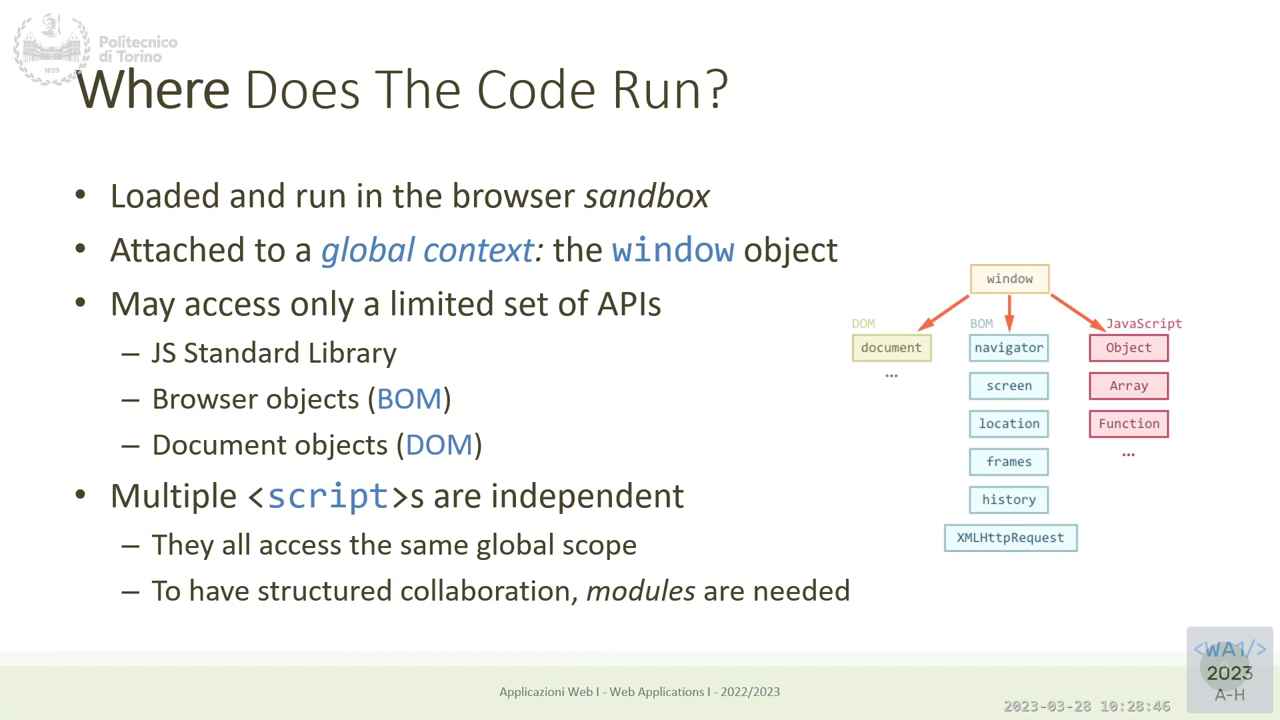 Politecnico
di Torino
1859
Where Does The Code Run?
• Loaded and run in the browser sandbox
• Attached to a global context: the window object
• May access only a limited set of APIs
– JS Standard Library
– Browser objects (BOM)
– Document objects (DOM)
• Multiple <script>s are independent
– They all access the same global scope
– To have structured collaboration, modules are needed
window
DOM
document
...
BOM
navigator
screen
location
frames
history
XMLHttpRequest
JavaScript
Object
Array
Function
...
Applicazioni Web I - Web Applications I - 2022/2023
<WA1/>
2023
A-H
2023-03-28 10:28:46